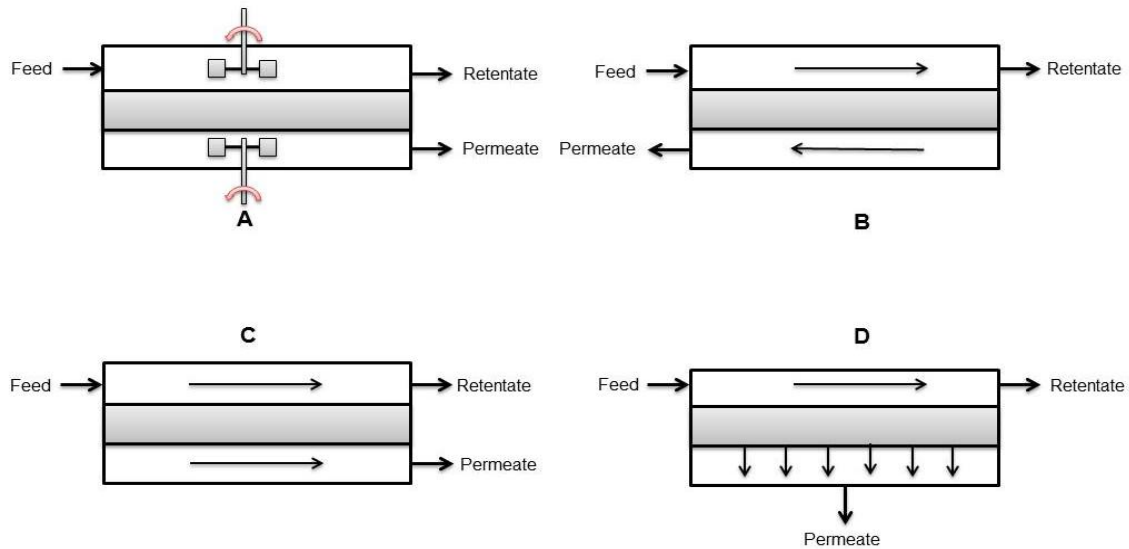 Feed
Retentate
Permeate
A
Feed
Retentate
Permeate
B
C
Feed
Retentate
Permeate
D
Feed
Retentate
Permeate